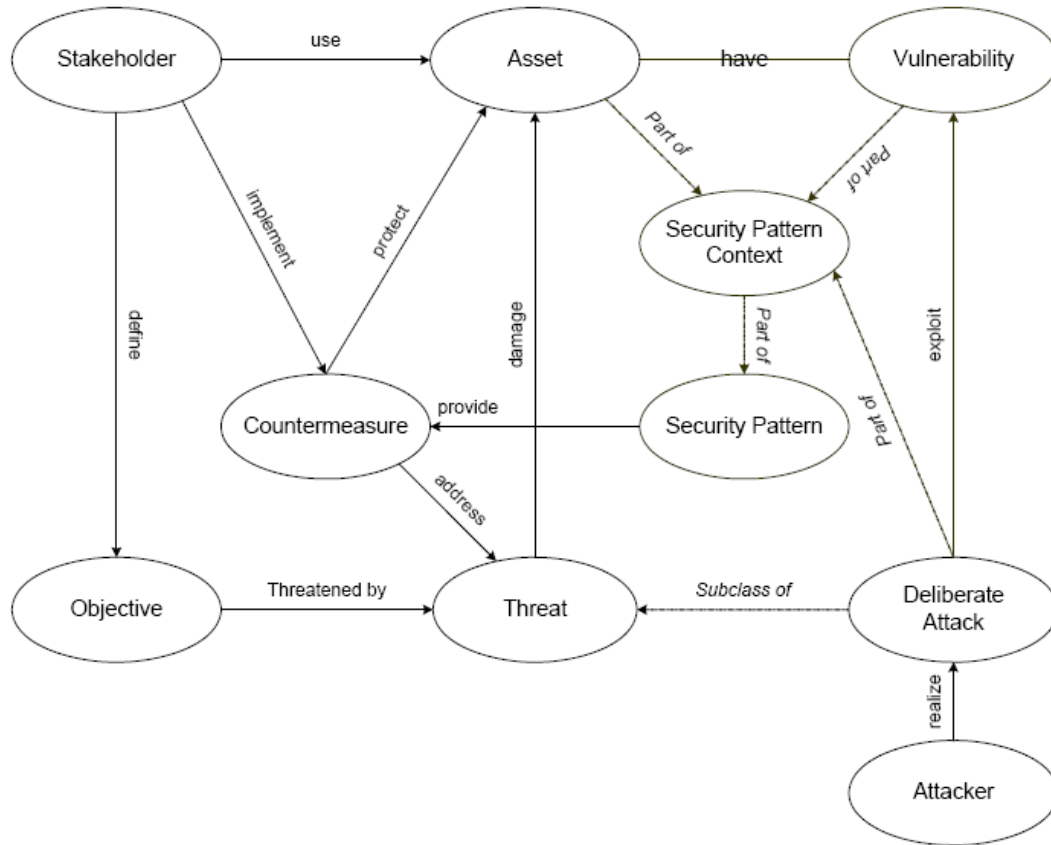 use
Stakeholder
Asset
have
Vulnerability
Part of
Part of
implement
protect
Security Pattern
Context
define
damage
Part of
exploit
provide
Countermeasure
Security Pattern
Part of
address
Threatened by
Subclass of
Objective
Threat
Deliberate
Attack
realize
Attacker